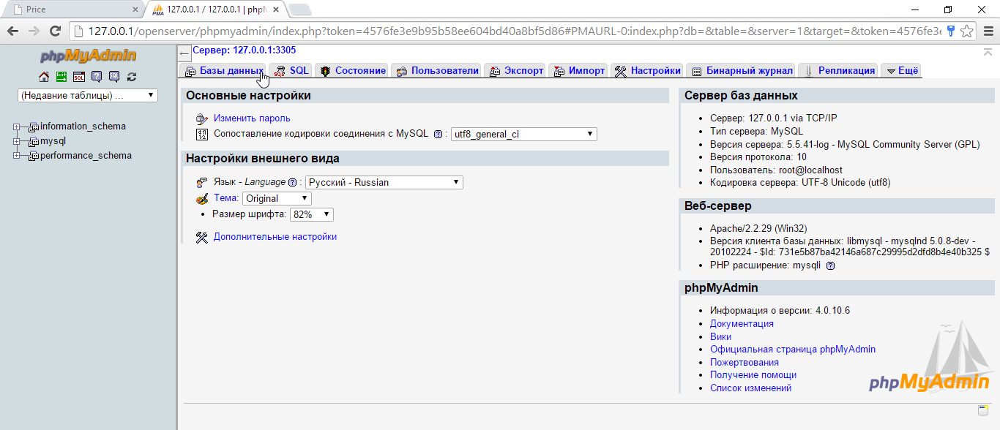 Price
127.0.0.1 / 127.0.0.1 | phpM
127.0.0.1/openserver/phpmyadmin/index.php?token=4576fe3e9b95b58ee604bd40a8bf5d86#PMAURL-0:index.php?db=&table=&server=1&target=&token=4576fe3e
phpMyAdmin
(Недавние таблицы) ...
information_schema
mysql
performance_schema
Сервер: 127.0.0.1:3305
Базы данных SQL Состояние Пользователи Экспорт Импорт Настройки Бинарный журнал Репликация Ещё
Основные настройки
Изменить пароль
Сопоставление кодировки соединения с MySQL : utf8_general_ci
Настройки внешнего вида
Язык - Language : Русский - Russian
Тема: Original
Размер шрифта: 82%
Дополнительные настройки
Сервер баз данных
Сервер: 127.0.0.1 via TCP/IP
Тип сервера: MySQL
Версия сервера: 5.5.41-log - MySQL Community Server (GPL)
Версия протокола: 10
Пользователь: root@localhost
Кодировка сервера: UTF-8 Unicode (utf8)
Веб-сервер
Apache/2.2.29 (Win32)
Версия клиента базы данных: libmysql - mysqlnd 5.0.8-dev -
20102224 - $Id: 731e5b87ba42146a687c29995d2dfd8b4e40b325 $
PHP расширение: mysqli
phpMyAdmin
Информация о версии: 4.0.10.6
Документация
Вики
Официальная страница phpMyAdmin
Пожертвования
Получение помощи
Список изменений
phpMyAdmin